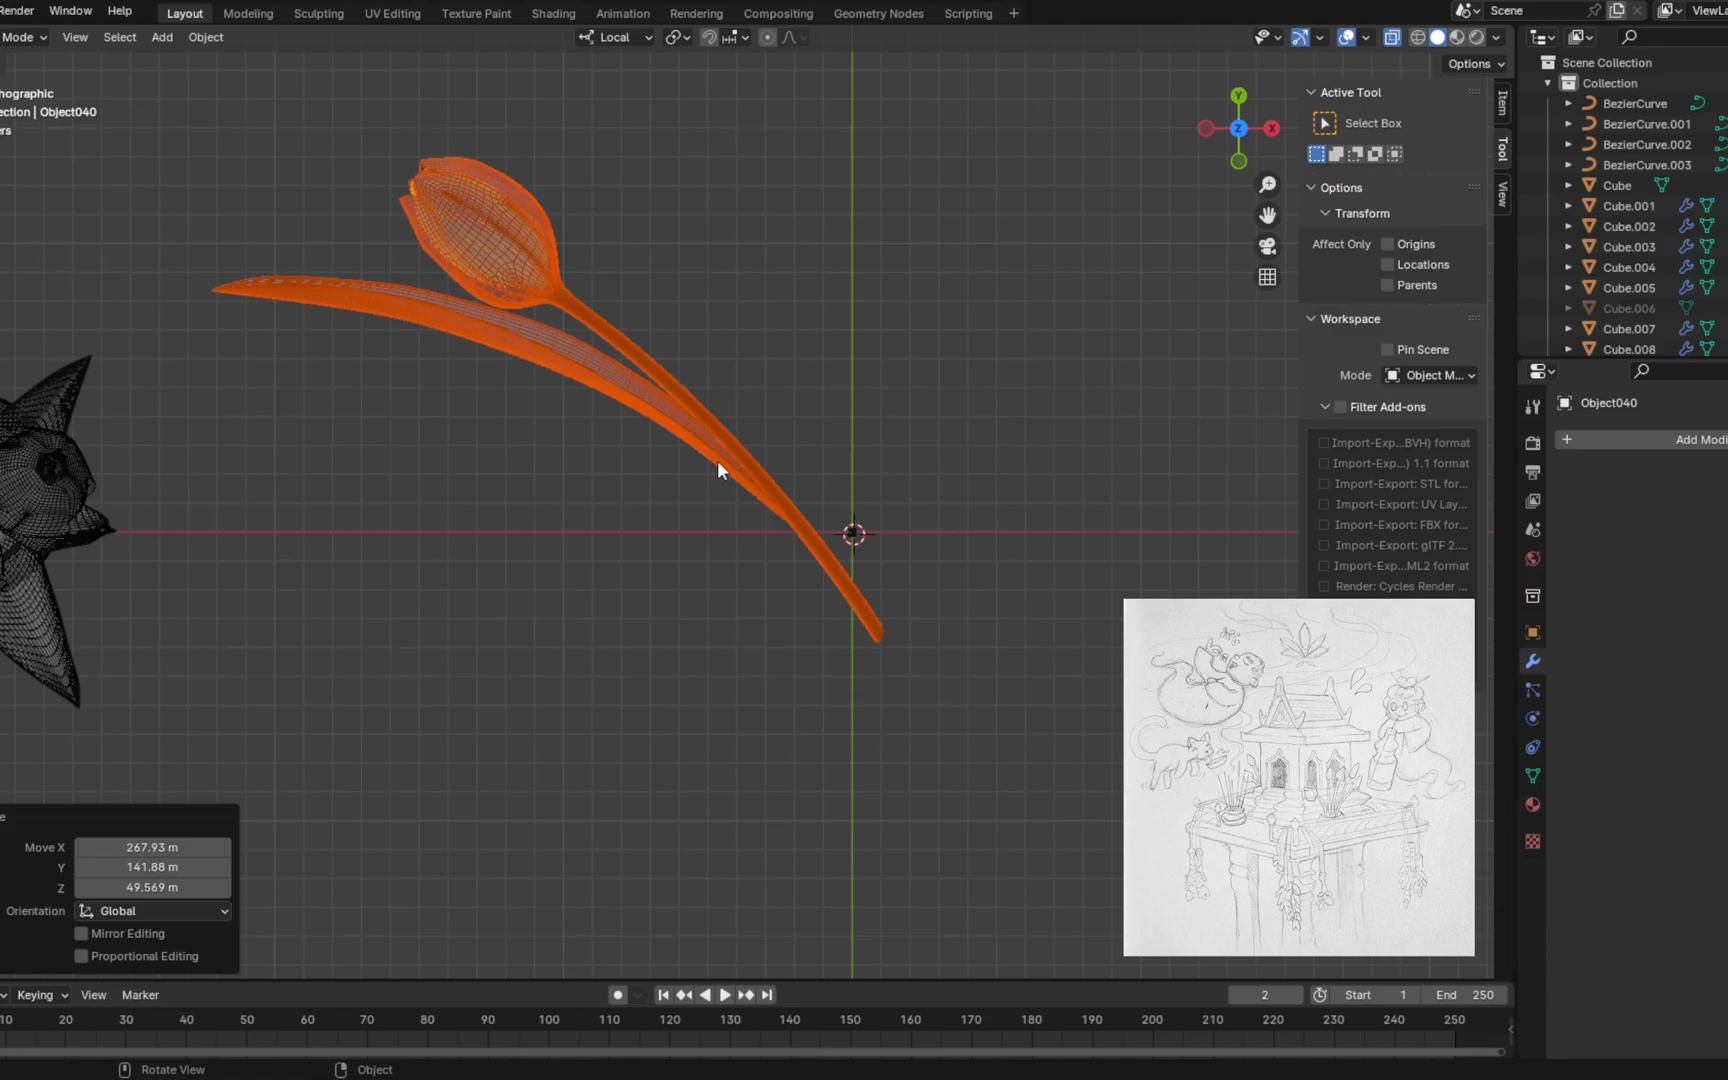 Render Window Help
Layout Modeling Sculpting UV Editing Texture Paint Shading Animation Rendering Compositing Geometry Nodes Scripting +
Scene
ViewLa
Mode View Select Add Object
Local
Options
thographic
ection | Object040
ers
Y
Z
X
Active Tool
Select Box
Options
Transform
Affect Only
Origins
Locations
Parents
Workspace
Pin Scene
Mode
Object M...
Filter Add-ons
Import-Exp...BVH) format
Import-Exp...) 1.1 format
Import-Export: STL for...
Import-Export: UV Lay...
Import-Export: FBX for...
Import-Export: glTF 2....
Import-Exp...ML2 format
Render: Cycles Render ...
Item
Tool
View
Scene Collection
Collection
BezierCurve
BezierCurve.001
BezierCurve.002
BezierCurve.003
Cube
Cube.001
Cube.002
Cube.003
Cube.004
Cube.005
Cube.006
Cube.007
Cube.008
Object040
+ Add Modi
e
Move X 267.93 m
Y 141.88 m
Z 49.569 m
Orientation Global
Mirror Editing
Proportional Editing
Keying View Marker
2
Start 1
End 250
10 20 30 40 50 60 70 80 90 100 110 120 130 140 150 160 170 180 190 200 210 220 230 240 250
Rotate View
Object